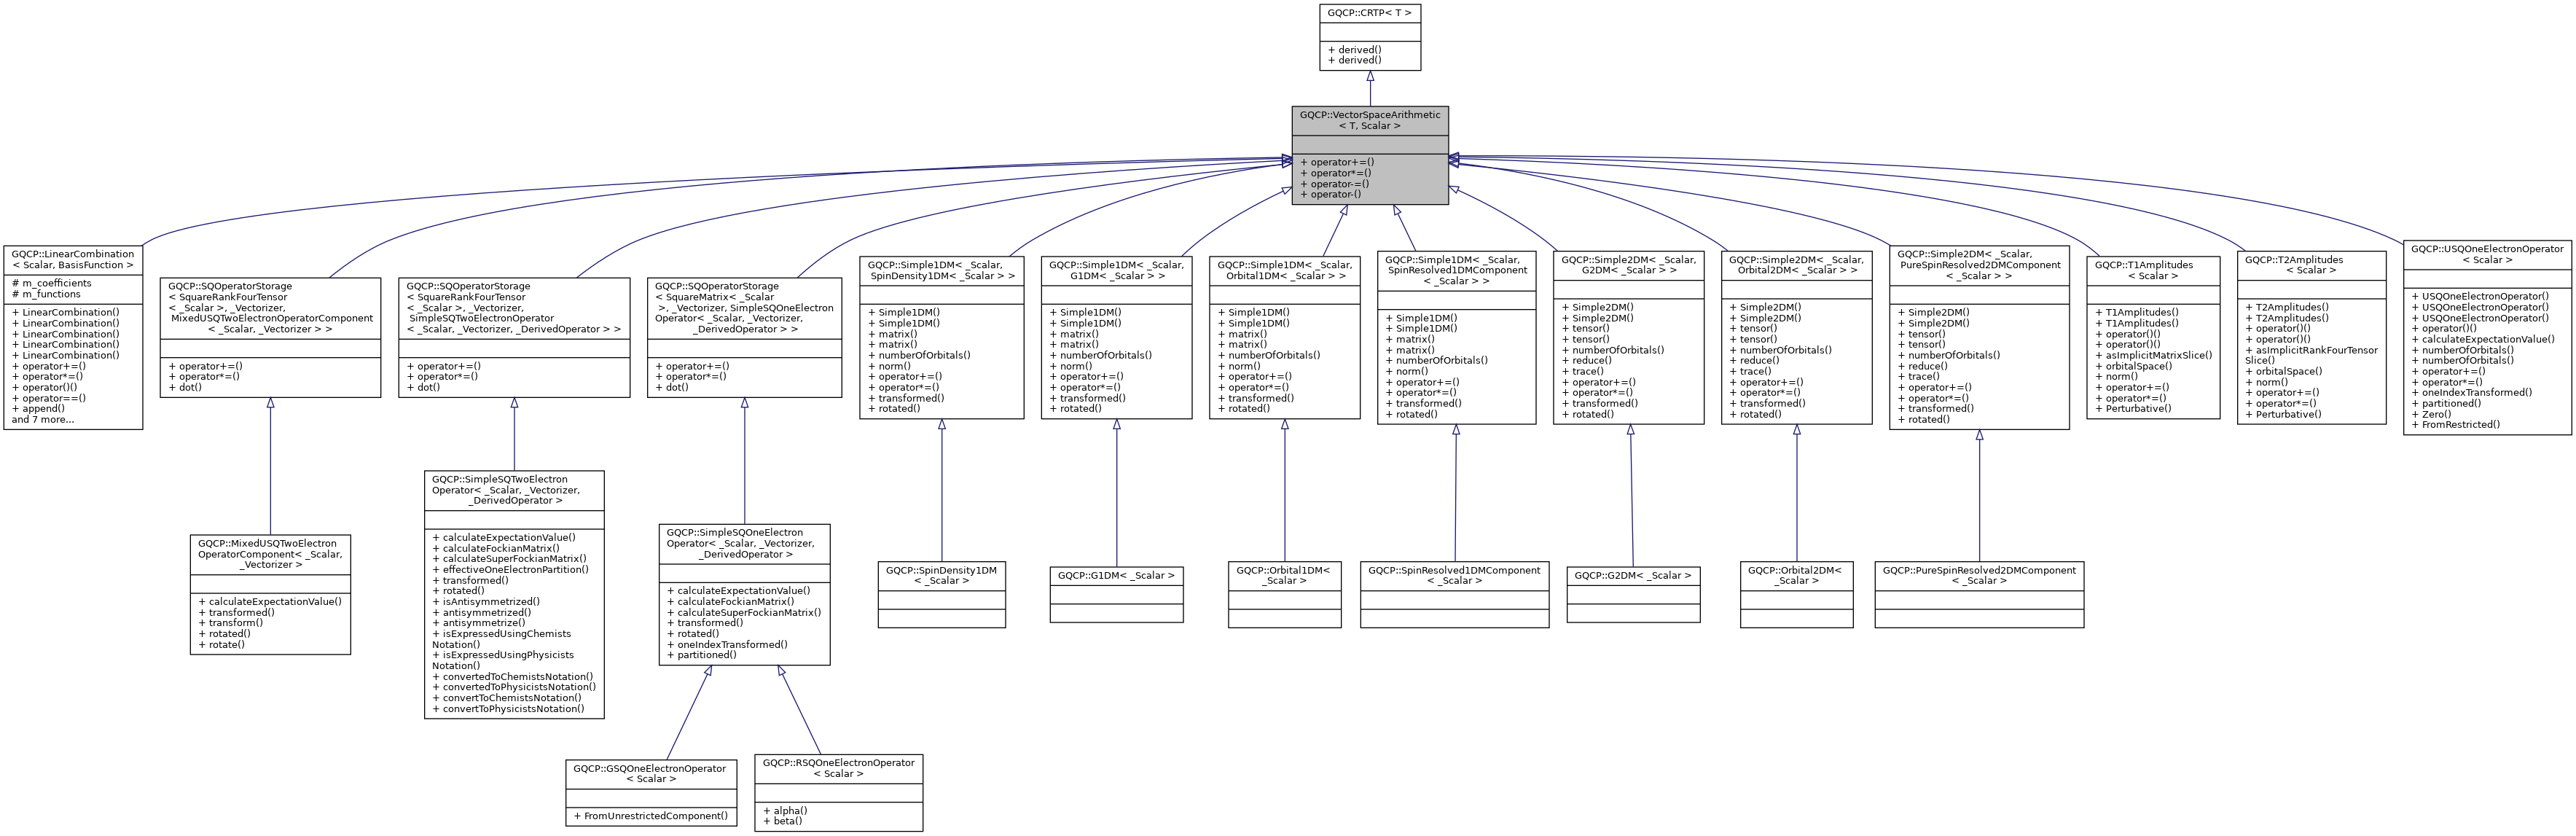 GQCP::CRTP< T >
+ derived()
+ derived()
GQCP::VectorSpaceArithmetic
< T, Scalar >
+ operator+=()
+ operator*=()
+ operator-=()
+ operator-()
GQCP::LinearCombination
< Scalar, BasisFunction >
# m_coefficients
# m_functions
+ LinearCombination()
+ LinearCombination()
+ LinearCombination()
+ LinearCombination()
+ LinearCombination()
+ operator+=()
+ operator*=()
+ operator()()
+ operator==()
+ append()
and 7 more...
GQCP::SQOperatorStorage
< SquareRankFourTensor
< _Scalar >, _Vectorizer,
MixedUSQTwoElectronOperatorComponent
< _Scalar, _Vectorizer > >
+ operator+=()
+ operator*=()
+ dot()
GQCP::SQOperatorStorage
< SquareRankFourTensor
< _Scalar >, _Vectorizer,
SimpleSQTwoElectronOperator
< _Scalar, _Vectorizer, _DerivedOperator > >
+ operator+=()
+ operator*=()
+ dot()
GQCP::SQOperatorStorage
< SquareMatrix< _Scalar
>, _Vectorizer, SimpleSQOneElectron
Operator< _Scalar, _Vectorizer,
_DerivedOperator > >
+ operator+=()
+ operator*=()
+ dot()
GQCP::Simple1DM< _Scalar,
SpinDensity1DM< _Scalar > >
+ Simple1DM()
+ Simple1DM()
+ matrix()
+ matrix()
+ numberOfOrbitals()
+ norm()
+ operator+=()
+ operator*=()
+ transformed()
+ rotated()
GQCP::Simple1DM< _Scalar,
G1DM< _Scalar > >
+ Simple1DM()
+ Simple1DM()
+ matrix()
+ matrix()
+ numberOfOrbitals()
+ norm()
+ operator+=()
+ operator*=()
+ transformed()
+ rotated()
GQCP::Simple1DM< _Scalar,
Orbital1DM< _Scalar > >
+ Simple1DM()
+ Simple1DM()
+ matrix()
+ matrix()
+ numberOfOrbitals()
+ norm()
+ operator+=()
+ operator*=()
+ transformed()
+ rotated()
GQCP::Simple1DM< _Scalar,
SpinResolved1DMComponent
< _Scalar > >
+ Simple1DM()
+ Simple1DM()
+ matrix()
+ matrix()
+ numberOfOrbitals()
+ norm()
+ operator+=()
+ operator*=()
+ transformed()
+ rotated()
GQCP::Simple2DM< _Scalar,
G2DM< _Scalar > >
+ Simple2DM()
+ Simple2DM()
+ tensor()
+ tensor()
+ numberOfOrbitals()
+ reduce()
+ trace()
+ operator+=()
+ operator*=()
+ transformed()
+ rotated()
GQCP::Simple2DM< _Scalar,
Orbital2DM< _Scalar > >
+ Simple2DM()
+ Simple2DM()
+ tensor()
+ tensor()
+ numberOfOrbitals()
+ reduce()
+ trace()
+ operator+=()
+ operator*=()
+ transformed()
+ rotated()
GQCP::Simple2DM< _Scalar,
PureSpinResolved2DMComponent
< _Scalar > >
+ Simple2DM()
+ Simple2DM()
+ tensor()
+ tensor()
+ numberOfOrbitals()
+ reduce()
+ trace()
+ operator+=()
+ operator*=()
+ transformed()
+ rotated()
GQCP::T1Amplitudes
< Scalar >
+ T1Amplitudes()
+ T1Amplitudes()
+ operator()()
+ operator()()
+ asImplicitMatrixSlice()
+ orbitalSpace()
+ norm()
+ operator+=()
+ operator*=()
+ Perturbative()
GQCP::T2Amplitudes
< Scalar >
+ T2Amplitudes()
+ T2Amplitudes()
+ operator()()
+ operator()()
+ asImplicitRankFourTensor
Slice()
+ orbitalSpace()
+ norm()
+ operator+=()
+ operator*=()
+ Perturbative()
GQCP::USQOneElectronOperator
< Scalar >
+ USQOneElectronOperator()
+ USQOneElectronOperator()
+ USQOneElectronOperator()
+ operator()()
+ calculateExpectationValue()
+ numberOfOrbitals()
+ numberOfOrbitals()
+ operator+=()
+ operator*=()
+ oneIndexTransformed()
+ partitioned()
+ Zero()
+ FromRestricted()
GQCP::MixedUSQTwoElectron
OperatorComponent< _Scalar,
_Vectorizer >
+ calculateExpectationValue()
+ transformed()
+ transform()
+ rotated()
+ rotate()
GQCP::SimpleSQTwoElectron
Operator< _Scalar, _Vectorizer,
_DerivedOperator >
+ calculateExpectationValue()
+ calculateFockianMatrix()
+ calculateSuperFockianMatrix()
+ effectiveOneElectronPartition()
+ transformed()
+ rotated()
+ isAntisymmetrized()
+ antisymmetrized()
+ antisymmetrize()
+ isExpressedUsingChemists
Notation()
+ isExpressedUsingPhysicists
Notation()
+ convertedToChemistsNotation()
+ convertedToPhysicistsNotation()
+ convertToChemistsNotation()
+ convertToPhysicistsNotation()
GQCP::SimpleSQOneElectron
Operator< _Scalar, _Vectorizer,
_DerivedOperator >
+ calculateExpectationValue()
+ calculateFockianMatrix()
+ calculateSuperFockianMatrix()
+ transformed()
+ rotated()
+ oneIndexTransformed()
+ partitioned()
GQCP::SpinDensity1DM
< _Scalar >
GQCP::G1DM< _Scalar >
GQCP::Orbital1DM<
_Scalar >
GQCP::SpinResolved1DMComponent
< _Scalar >
GQCP::G2DM< _Scalar >
GQCP::Orbital2DM<
_Scalar >
GQCP::PureSpinResolved2DMComponent
< _Scalar >
GQCP::GSQOneElectronOperator
< Scalar >
+ FromUnrestrictedComponent()
GQCP::RSQOneElectronOperator
< Scalar >
+ alpha()
+ beta()